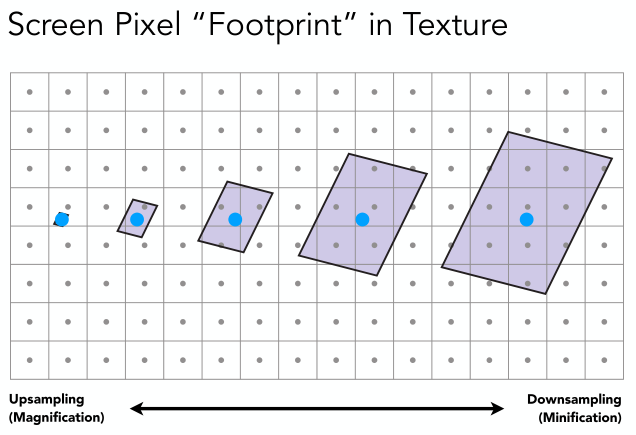 Screen Pixel “Footprint” in Texture
Upsampling
(Magnification)
Downsampling
(Minification)